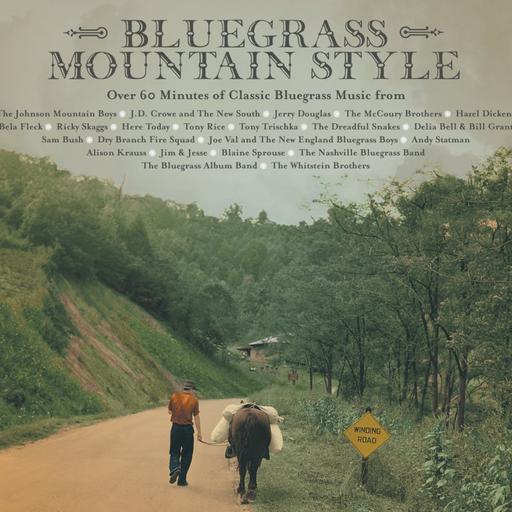 BLUEGRASS
MOUNTAIN STYLE
Over 60 Minutes of Classic Bluegrass Music from
The Johnson Mountain Boys • J.D. Crowe and The New South • Jerry Douglas • The McCoury Brothers • Hazel Dicken
Bela Fleck • Ricky Skaggs • Here Today • Tony Rice • Tony Trischka • The Dreadful Snakes • Delia Bell & Bill Grant
Sam Bush • Dry Branch Fire Squad • Joe Val and The New England Bluegrass Boys • Andy Statman
Alison Krauss • Jim & Jesse • Blaine Sprouse • The Nashville Bluegrass Band
The Bluegrass Album Band • The Whitstein Brothers
WINDING
ROAD